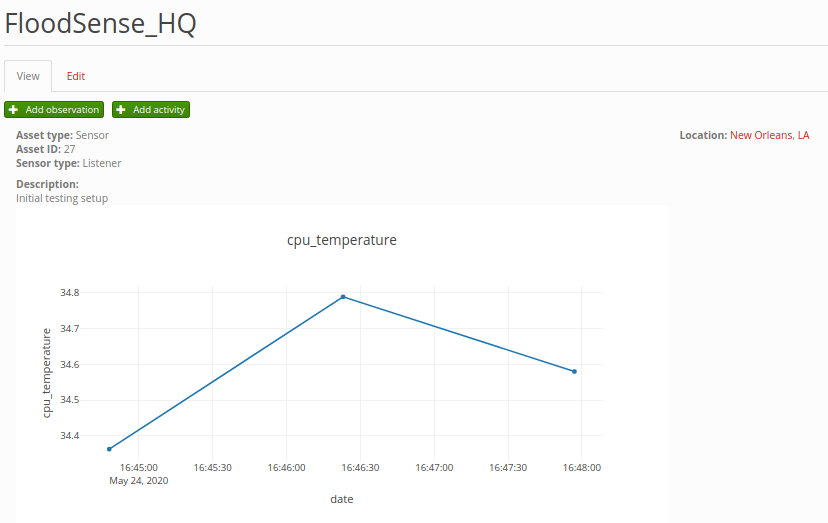 FloodSense_HQ
View Edit
Add observation Add activity
Asset type: Sensor
Asset ID: 27
Sensor type: Listener
Location: New Orleans, LA
Description:
Initial testing setup
cpu_temperature
34.8
34.7
34.6
34.5
34.4
cpu_temperature
16:45:00 16:45:30 16:46:00 16:46:30 16:47:00 16:47:30 16:48:00
May 24, 2020
date